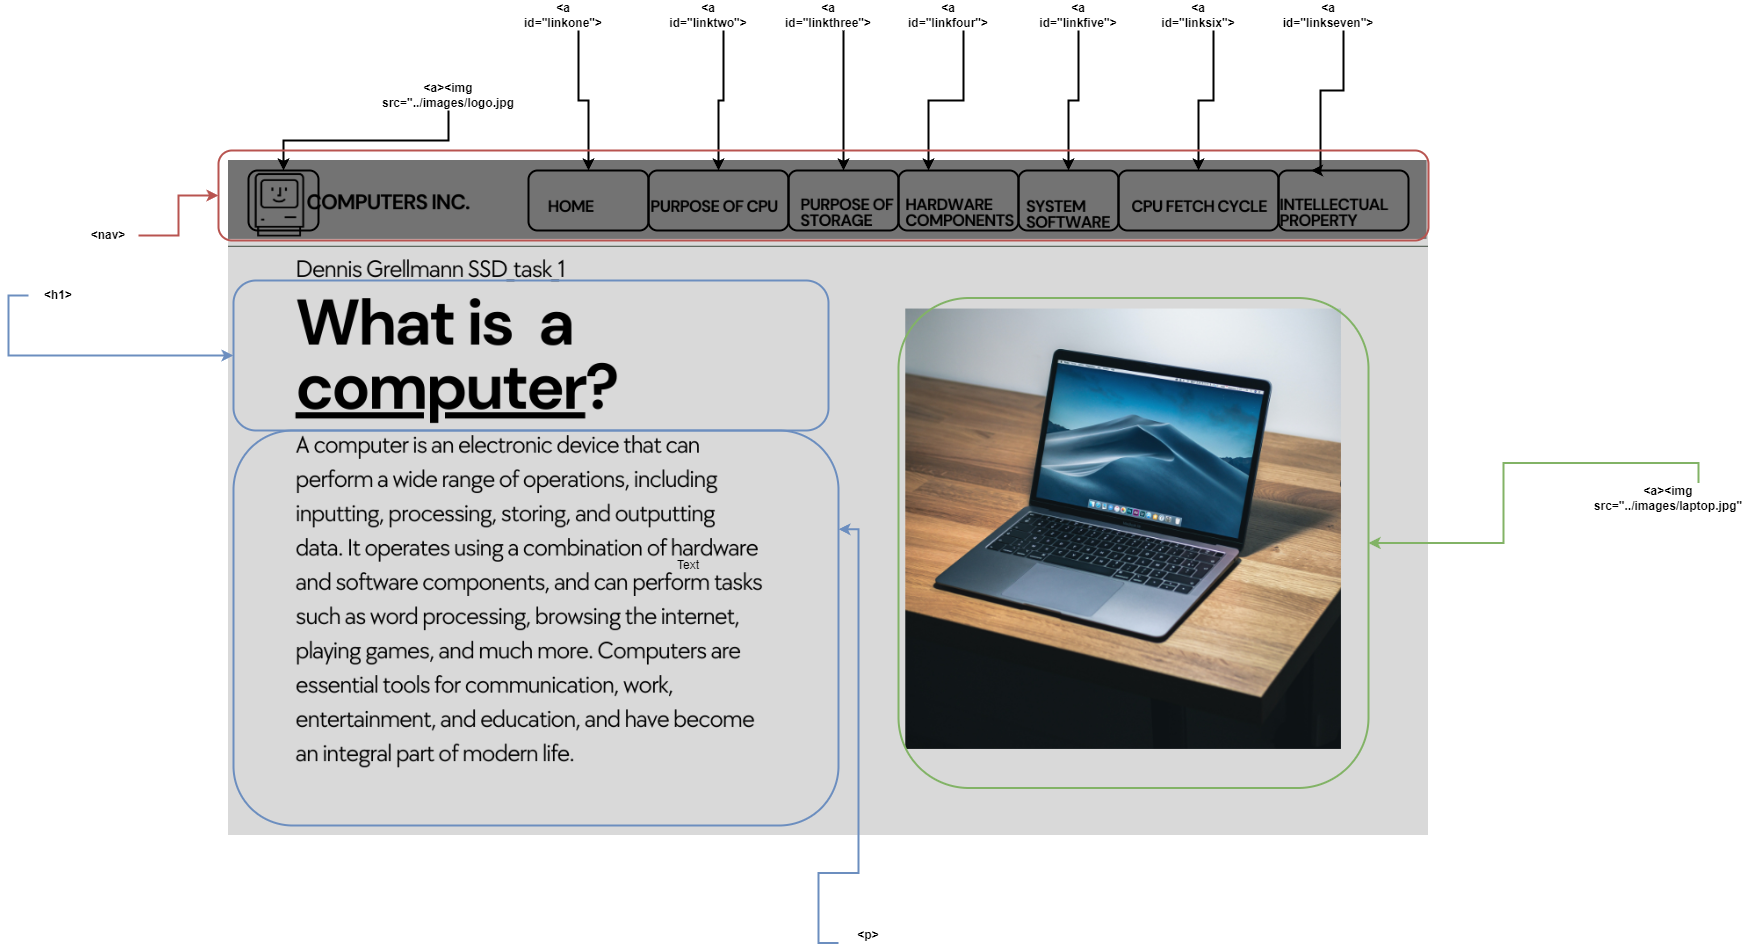 <a
id="linkone">
<a
id="linktwo">
<a
id="linkthree">
<a
id="linkfour">
<a
id="linkfive">
<a
id="linksix">
<a
id="linkseven">
<a><img
src="../images/logo.jpg
<nav>
COMPUTERS INC.
HOME
PURPOSE OF CPU
PURPOSE OF
STORAGE
HARDWARE
COMPONENTS
SYSTEM
SOFTWARE
CPU FETCH CYCLE
INTELLECTUAL
PROPERTY
Dennis Grellmann SSD_task_1
<h1>
What is a
computer?
A computer is an electronic device that can
perform a wide range of operations, including
inputting, processing, storing, and outputting
data. It operates using a combination of hardware
Text
and software components, and can perform tasks
such as word processing, browsing the internet,
playing games, and much more. Computers are
essential tools for communication, work,
entertainment, and education, and have become
an integral part of modern life.
<a><img
src="../images/laptop.jpg"
<p>